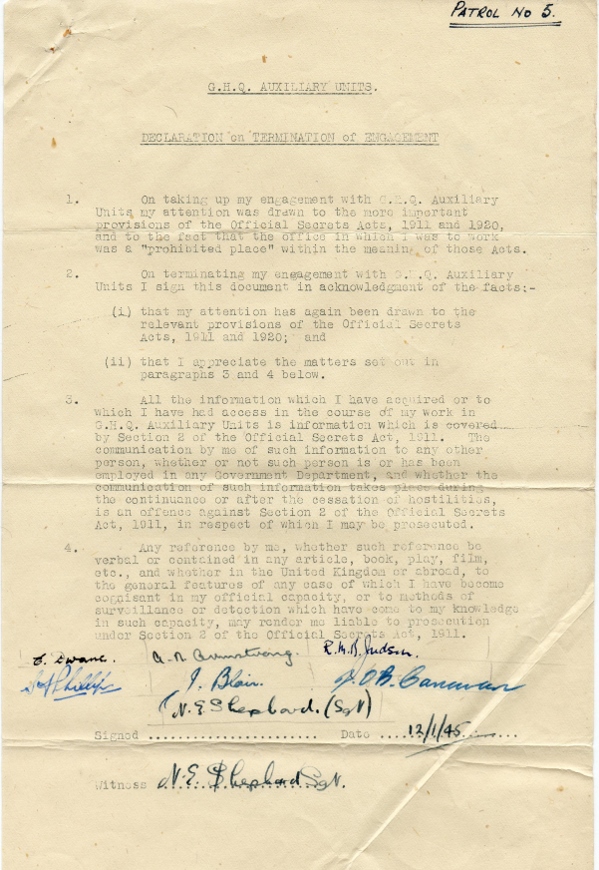 PATROL NO 5.
G.H.Q. AUXILIARY UNITS.
DECLARATION on TERMINATION of ENGAGEMENT
1. On taking up my engagement with G.H.Q. Auxiliary
Units my attention was drawn to the more important
provisions of the Official Secrets Acts, 1911 and 1920,
and to the fact that the office in which I was to work
was a "prohibited place" within the meaning of those Acts.
2. On terminating my engagement with G.H.Q. Auxiliary
Units I sign this document in acknowledgment of the facts:-
(i) that my attention has again been drawn to the
relevant provisions of the Official Secrets
Acts, 1911 and 1920; and
(ii) that I appreciate the matters set out in
paragraphs 3 and 4 below.
3. All the information which I have acquired or to
which I have had access in the course of my work in
G.H.Q. Auxiliary Units is information which is covered
by Section 2 of the Official Secrets Act, 1911. The
communication by me of such information to any other
person, whether or not such person is or has been
employed in any Government Department, and whether the
communication of such information takes place during
the continuance or after the cessation of hostilities,
is an offence against Section 2 of the Official Secrets
Act, 1911, in respect of which I may be prosecuted.
4. Any reference by me, whether such reference be
verbal or contained in any article, book, play, film,
etc., and whether in the United Kingdom or abroad, to
the general features of any case of which I have become
cognisant in my official capacity, or to methods of
surveillance or detection which have come to my knowledge
in such capacity, may render me liable to prosecution
under Section 2 of the Official Secrets Act, 1911.
Dwane. Armstrong. R.M.B. Judson.
Phillips J. Blair.
(N. E. Shephard. (Sgt)
Signed ........................ Date ....12/1/45.........
Witness N. E. Shephard Sgt.